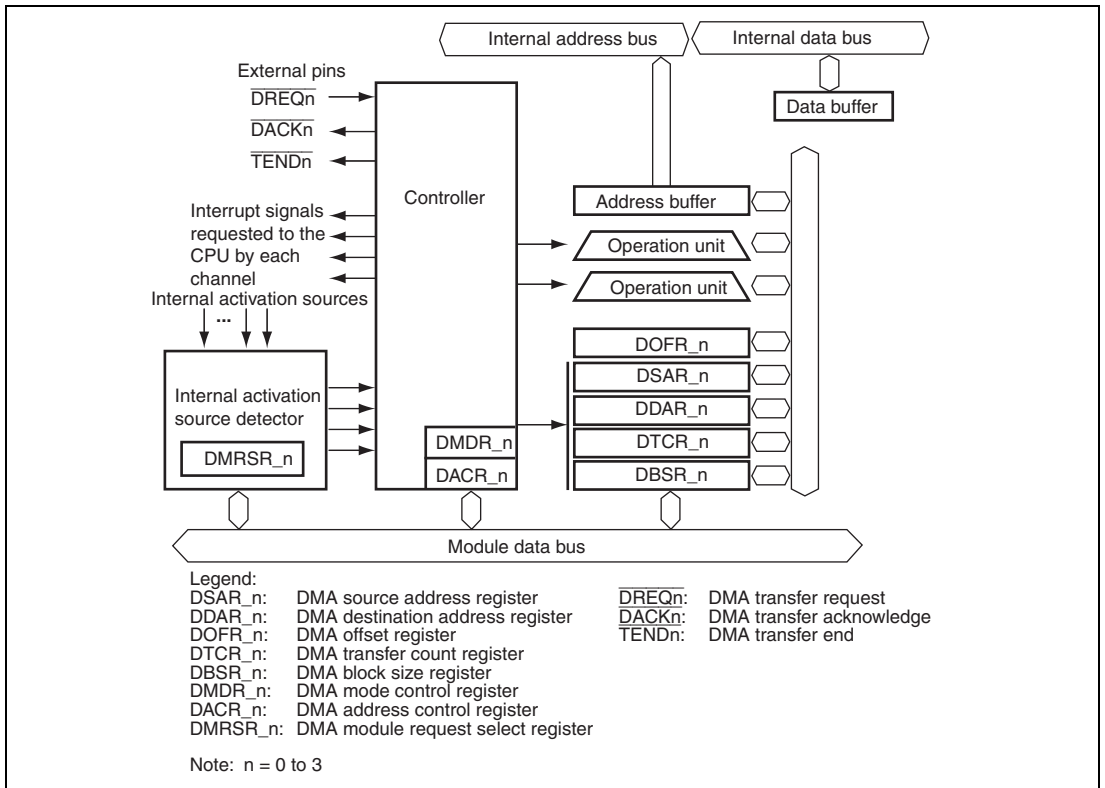 Internal address bus
Internal data bus
Data buffer
External pins
DREQn
DACKn
TENDn
Controller
Interrupt signals
requested to the
CPU by each
channel
Internal activation sources
...
Internal activation
source detector
DMRSR_n
DMDR_n
DACR_n
Address buffer
Operation unit
Operation unit
DOFR_n
DSAR_n
DDAR_n
DTCR_n
DBSR_n
Module data bus
Legend:
DSAR_n: DMA source address register
DDAR_n: DMA destination address register
DOFR_n: DMA offset register
DTCR_n: DMA transfer count register
DBSR_n: DMA block size register
DMDR_n: DMA mode control register
DACR_n: DMA address control register
DMRSR_n: DMA module request select register
DREQn: DMA transfer request
DACKn: DMA transfer acknowledge
TENDn: DMA transfer end
Note: n = 0 to 3